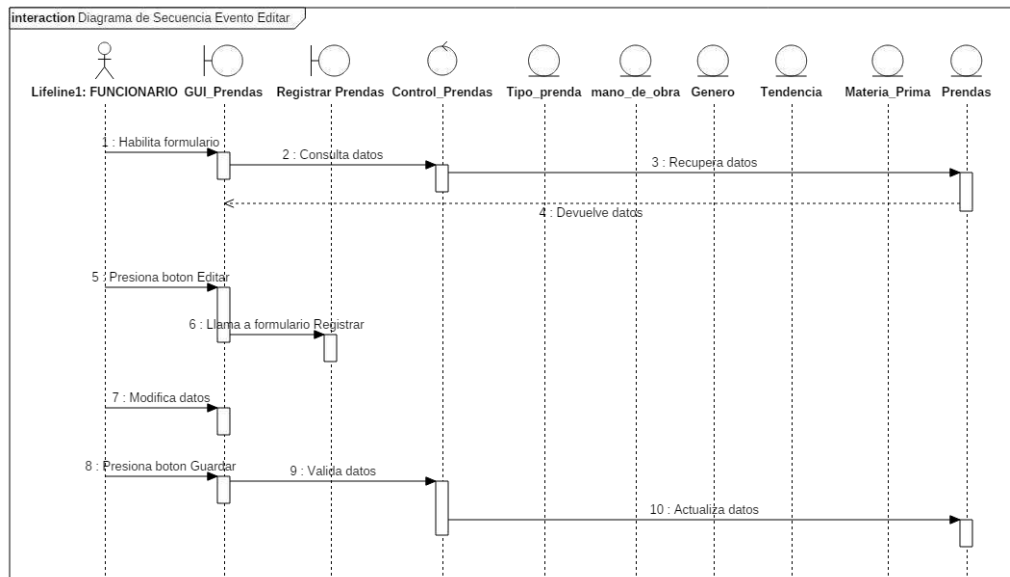 interaction Diagrama de Secuencia Evento Editar
Lifeline1: FUNCIONARIO GUI_Prendas Registrar Prendas Control_Prendas Tipo_prenda mano_de_obra Genero Tendencia Materia_Prima Prendas
1 : Habilita formulario
2 : Consulta datos
3 : Recupera datos
4 : Devuelve datos
5 : Presiona boton Editar
6 : Llama a formulario Registrar
7 : Modifica datos
8 : Presiona boton Guardar
9 : Valida datos
10 : Actualiza datos